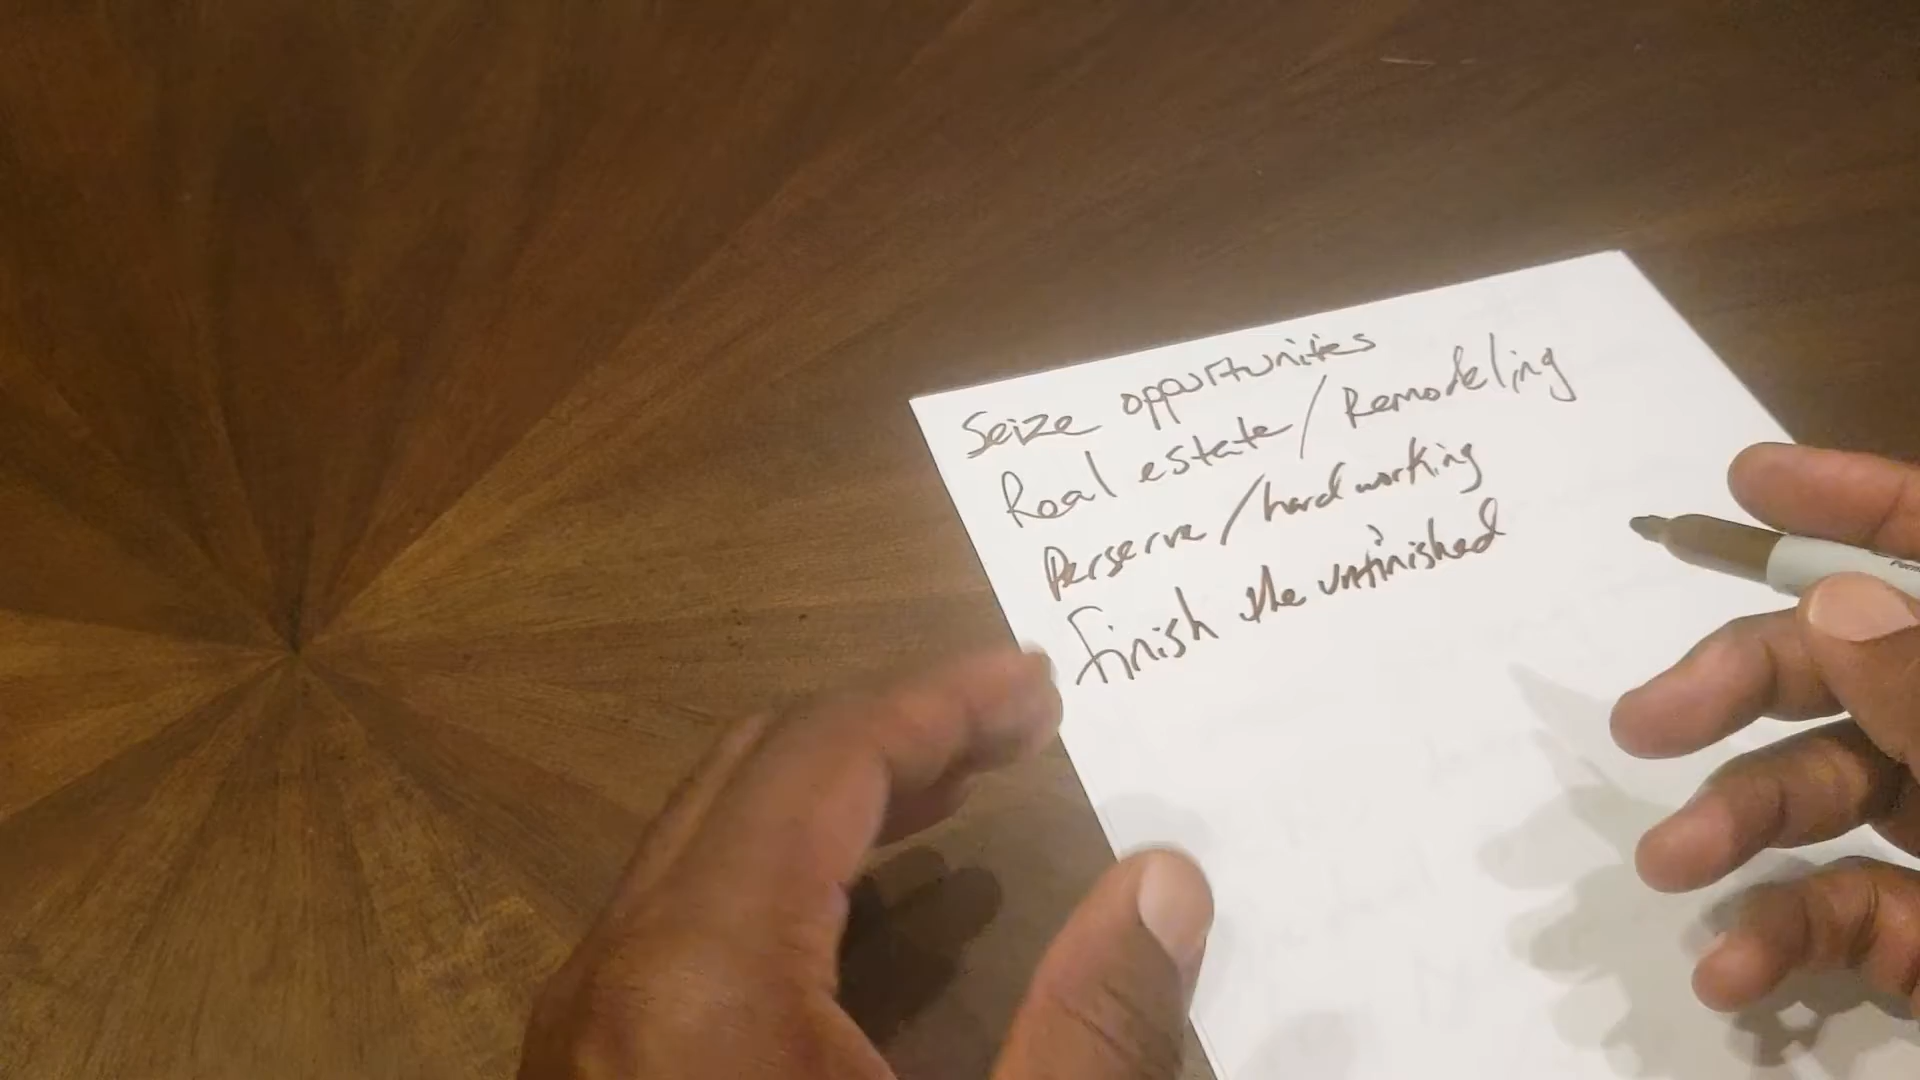 Seize opportunities
Real estate/Remodeling
Perserve/hard working
Finish the unfinished